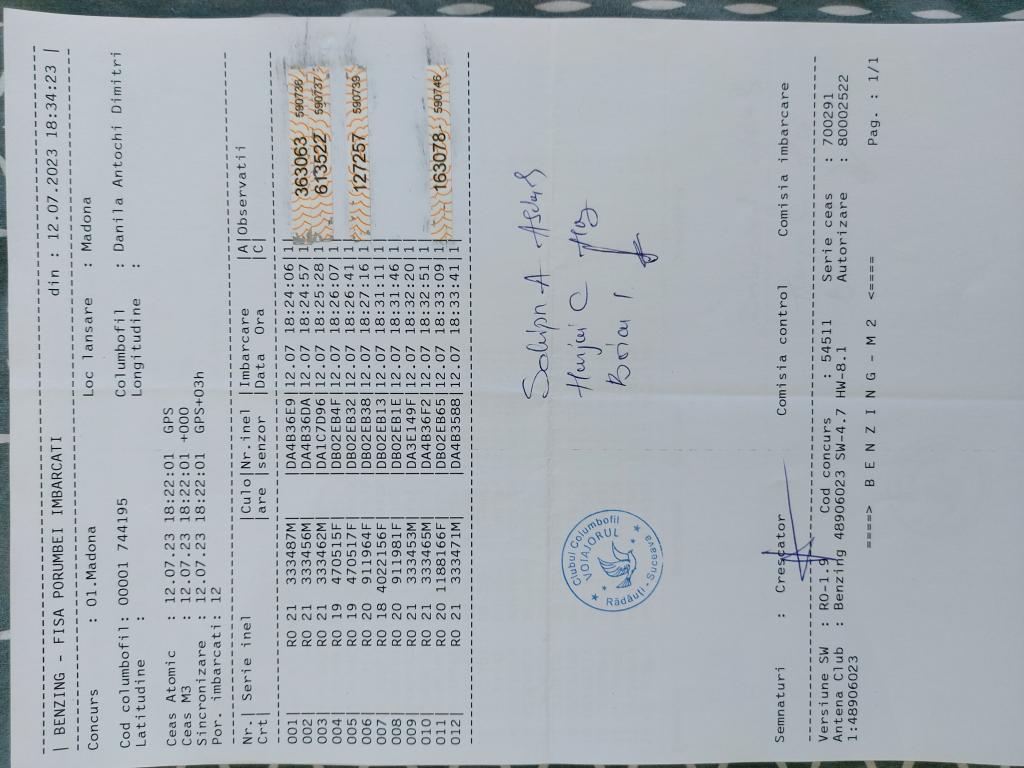 | BENZING - FISA PORUMBEI IMBARCATI din : 12.07.2023 18:34:23 |
Concurs : 01 Madona Loc lansare : Madona
Cod columbofil: 00001 744195 Columbofil : Danila Antochi Dimitri
Latitudine : Longitudine :
Ceas Atomic : 12.07.23 18:22:01 GPS
Ceas M3 : 12.07.23 18:22:01 +000
Sincronizare : 12.07.23 18:22:01 GPS+03h
Por. imbarcati: 12
Nr.| Serie inel |Culo|Nr.inel |Imbarcare |A|Observatii
Crt| |are |senzor |Data Ora |C|
001| RO 21 333487M| |DA4B36E9|12.07 18:24:06|1 363063 590736
002| RO 21 333456M| |DA4B36DA|12.07 18:24:57|1 613522 590737
003| RO 21 333462M| |DA1C7D96|12.07 18:25:28|1
004| RO 19 470515F| |DB02EB4F|12.07 18:26:07|1
005| RO 19 470517F| |DB02EB32|12.07 18:26:41|1 127257 590739
006| RO 20 911964F| |DB02EB38|12.07 18:27:16|1
007| RO 18 4022156F| |DB02EB13|12.07 18:31:11|1
008| RO 20 911981F| |DB02EB1E|12.07 18:31:46|1
009| RO 21 333453M| |DA3E149F|12.07 18:32:20|1
010| RO 21 333465M| |DA4B36F2|12.07 18:32:51|1
011| RO 20 1188166F| |DB02EB65|12.07 18:33:09|1 163078 590746
012| RO 21 333471M| |DA4B3588|12.07 18:33:41|1
Clubul Columbofil
VOIAJORUL
Rădăuți - Suceava
Semnaturi : Crescator Comisia control Comisia imbarcare
Versiune SW : RO-1.9 Cod concurs : 54511 Serie ceas : 700291
Antena Club : Benzing 48906023 SW-4.7 HW-8.1 Autorizare : 80002522
1:48906023
====> B E N Z I N G - M 2 <==== Pag. : 1/1